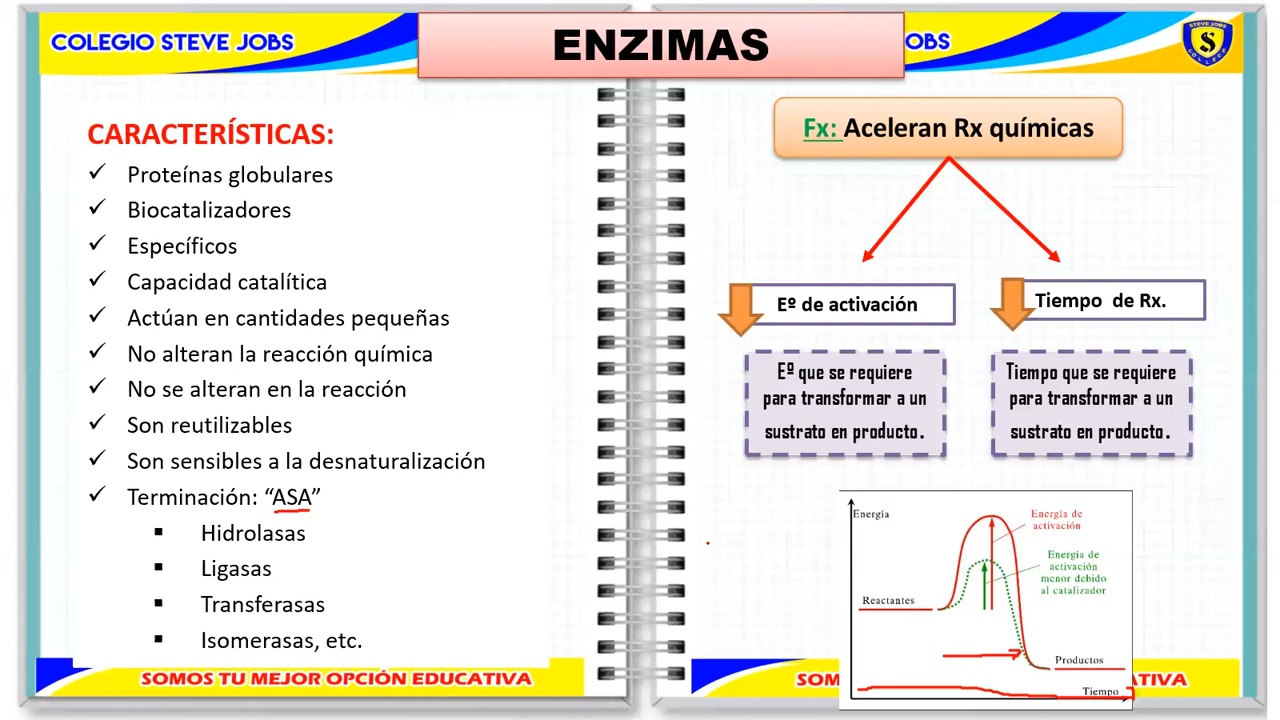 COLEGIO STEVE JOBS
ENZIMAS
OBS
S
COLLEGE
CARACTERÍSTICAS:
Proteínas globulares
Biocatalizadores
Específicos
Capacidad catalítica
Actúan en cantidades pequeñas
No alteran la reacción química
No se alteran en la reacción
Son reutilizables
Son sensibles a la desnaturalización
Terminación: “ASA”
Hidrolasas
Ligasas
Transferasas
Isomerasas, etc.
SOMOS TU MEJOR OPCIÓN EDUCATIVA
Fx: Aceleran Rx químicas
Eº de activación
Tiempo de Rx.
Eº que se requiere
para transformar a un
sustrato en producto.
Tiempo que se requiere
para transformar a un
sustrato en producto.
Energía
Energía de
activación
Energía de
activación
menor debido
al catalizador
Reactantes
Productos
Tiempo
SOM
ATIVA